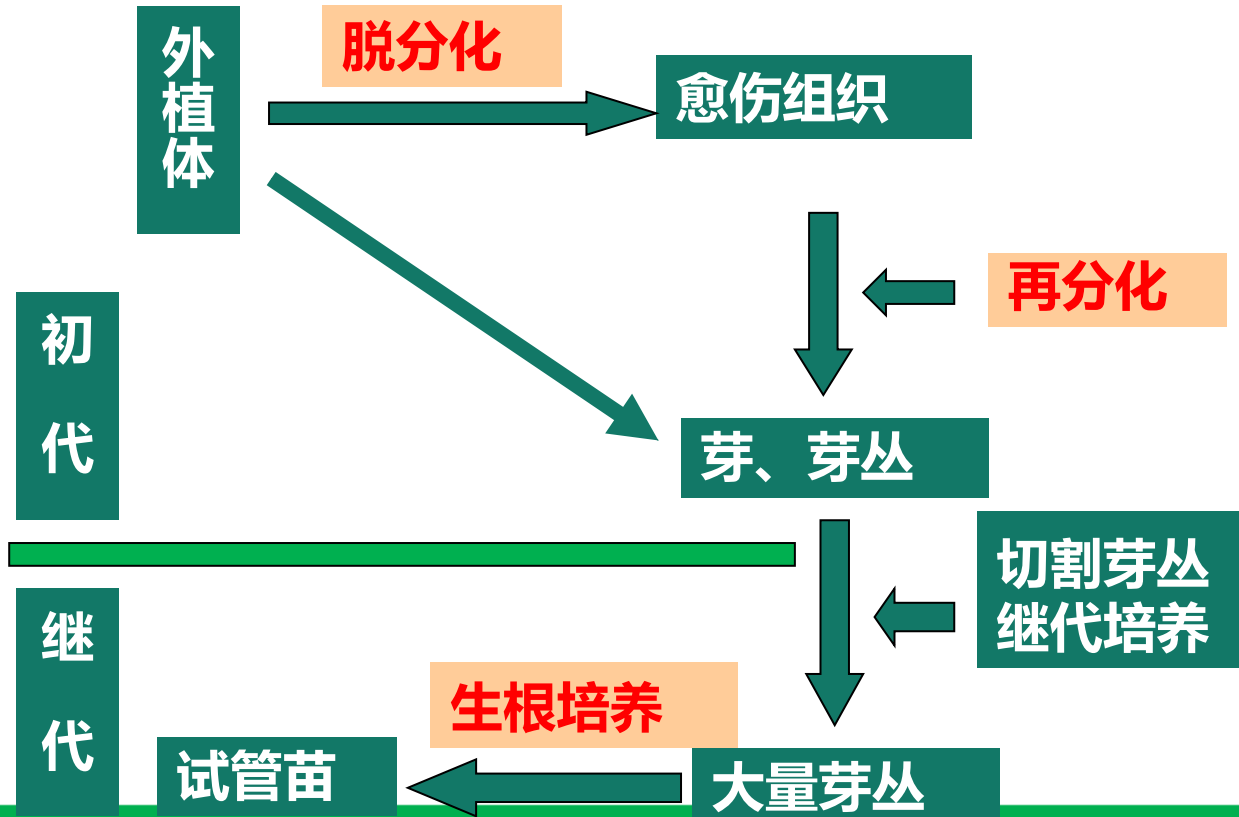 外植体
脱分化
愈伤组织
再分化
初代
芽、芽丛
切割芽丛
继代培养
继代
生根培养
试管苗
大量芽丛